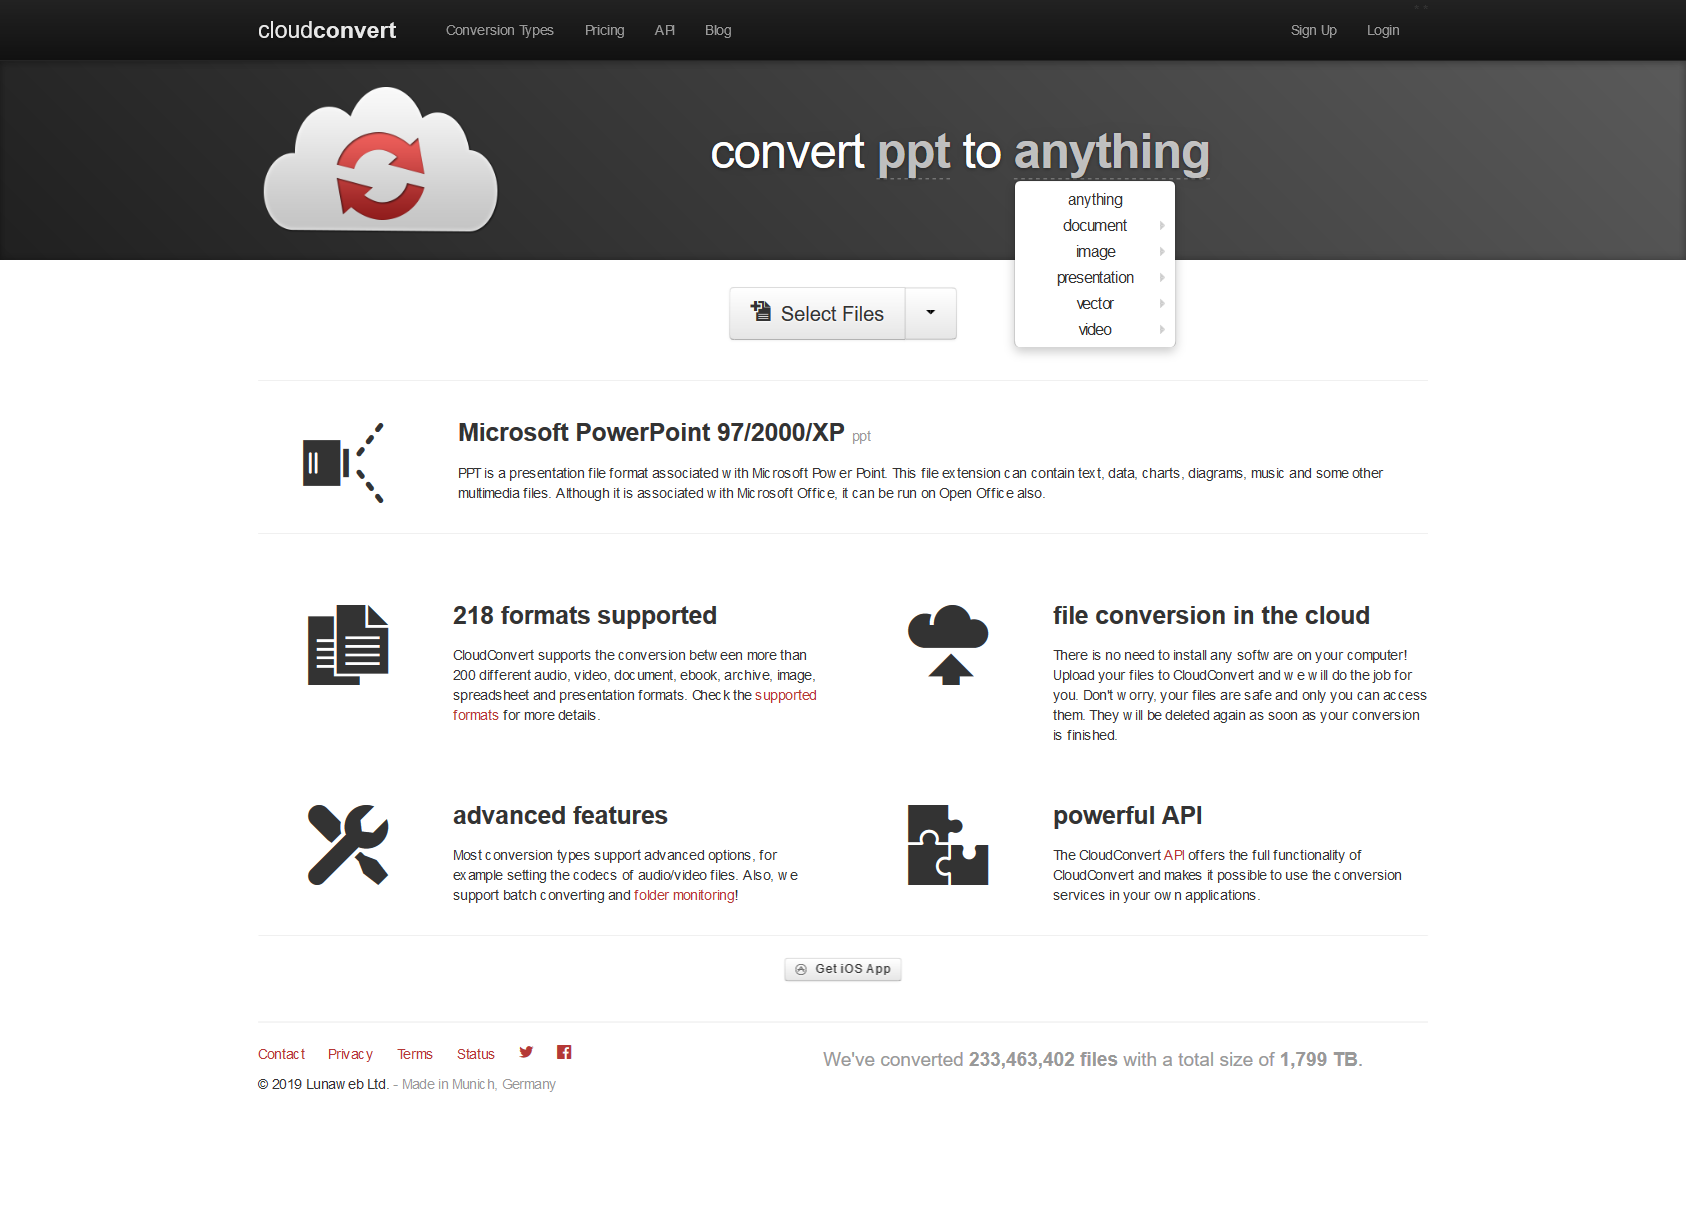 cloudconvert
Conversion Types
Pricing
API
Blog
Sign Up
Login
convert ppt to anything
anything
document
image
presentation
vector
video
Select Files
Microsoft PowerPoint 97/2000/XP ppt
PPT is a presentation file format associated with Microsoft Power Point. This file extension can contain text, data, charts, diagrams, music and some other
multimedia files. Although it is associated with Microsoft Office, it can be run on Open Office also.
218 formats supported
CloudConvert supports the conversion between more than
200 different audio, video, document, ebook, archive, image,
spreadsheet and presentation formats. Check the supported
formats for more details.
file conversion in the cloud
There is no need to install any software on your computer!
Upload your files to CloudConvert and we will do the job for
you. Don't worry, your files are safe and only you can access
them. They will be deleted again as soon as your conversion
is finished.
advanced features
Most conversion types support advanced options, for
example setting the codecs of audio/video files. Also, we
support batch converting and folder monitoring!
powerful API
The CloudConvert API offers the full functionality of
CloudConvert and makes it possible to use the conversion
services in your own applications.
Get iOS App
Contact
Privacy
Terms
Status
We've converted 233,463,402 files with a total size of 1,799 TB.
© 2019 Lunaweb Ltd. - Made in Munich, Germany